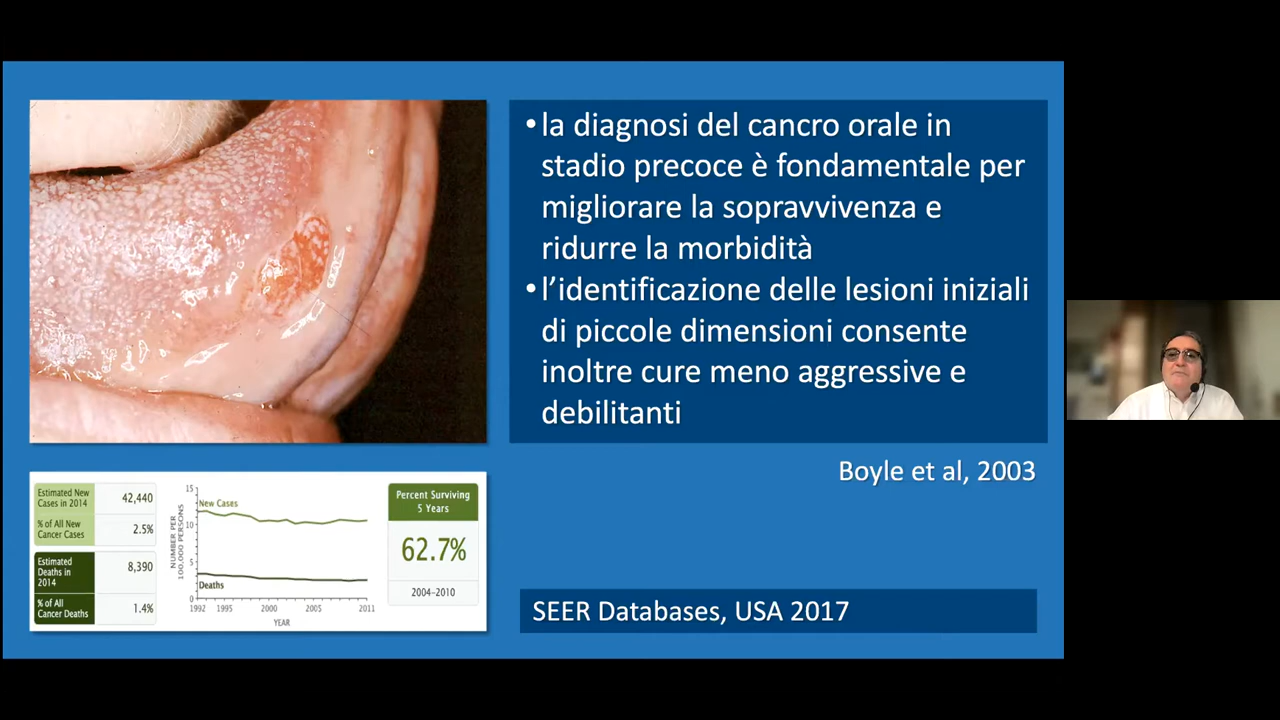 •la diagnosi del cancro orale in
stadio precoce è fondamentale per
migliorare la sopravvivenza e
ridurre la morbidità
•l’identificazione delle lesioni iniziali
di piccole dimensioni consente
inoltre cure meno aggressive e
debilitanti
Boyle et al, 2003
Estimated New
Cases in 2014
42,440
% of All New
Cancer Cases
2.5%
Estimated
Deaths in
2014
8,390
% of All
Cancer Deaths
1.4%
NUMBER PER
100,000 PERSONS
15
10
5
0
New Cases
Deaths
1992 1995 2000 2005 2011
YEAR
Percent Surviving
5 Years
62.7%
2004-2010
SEER Databases, USA 2017